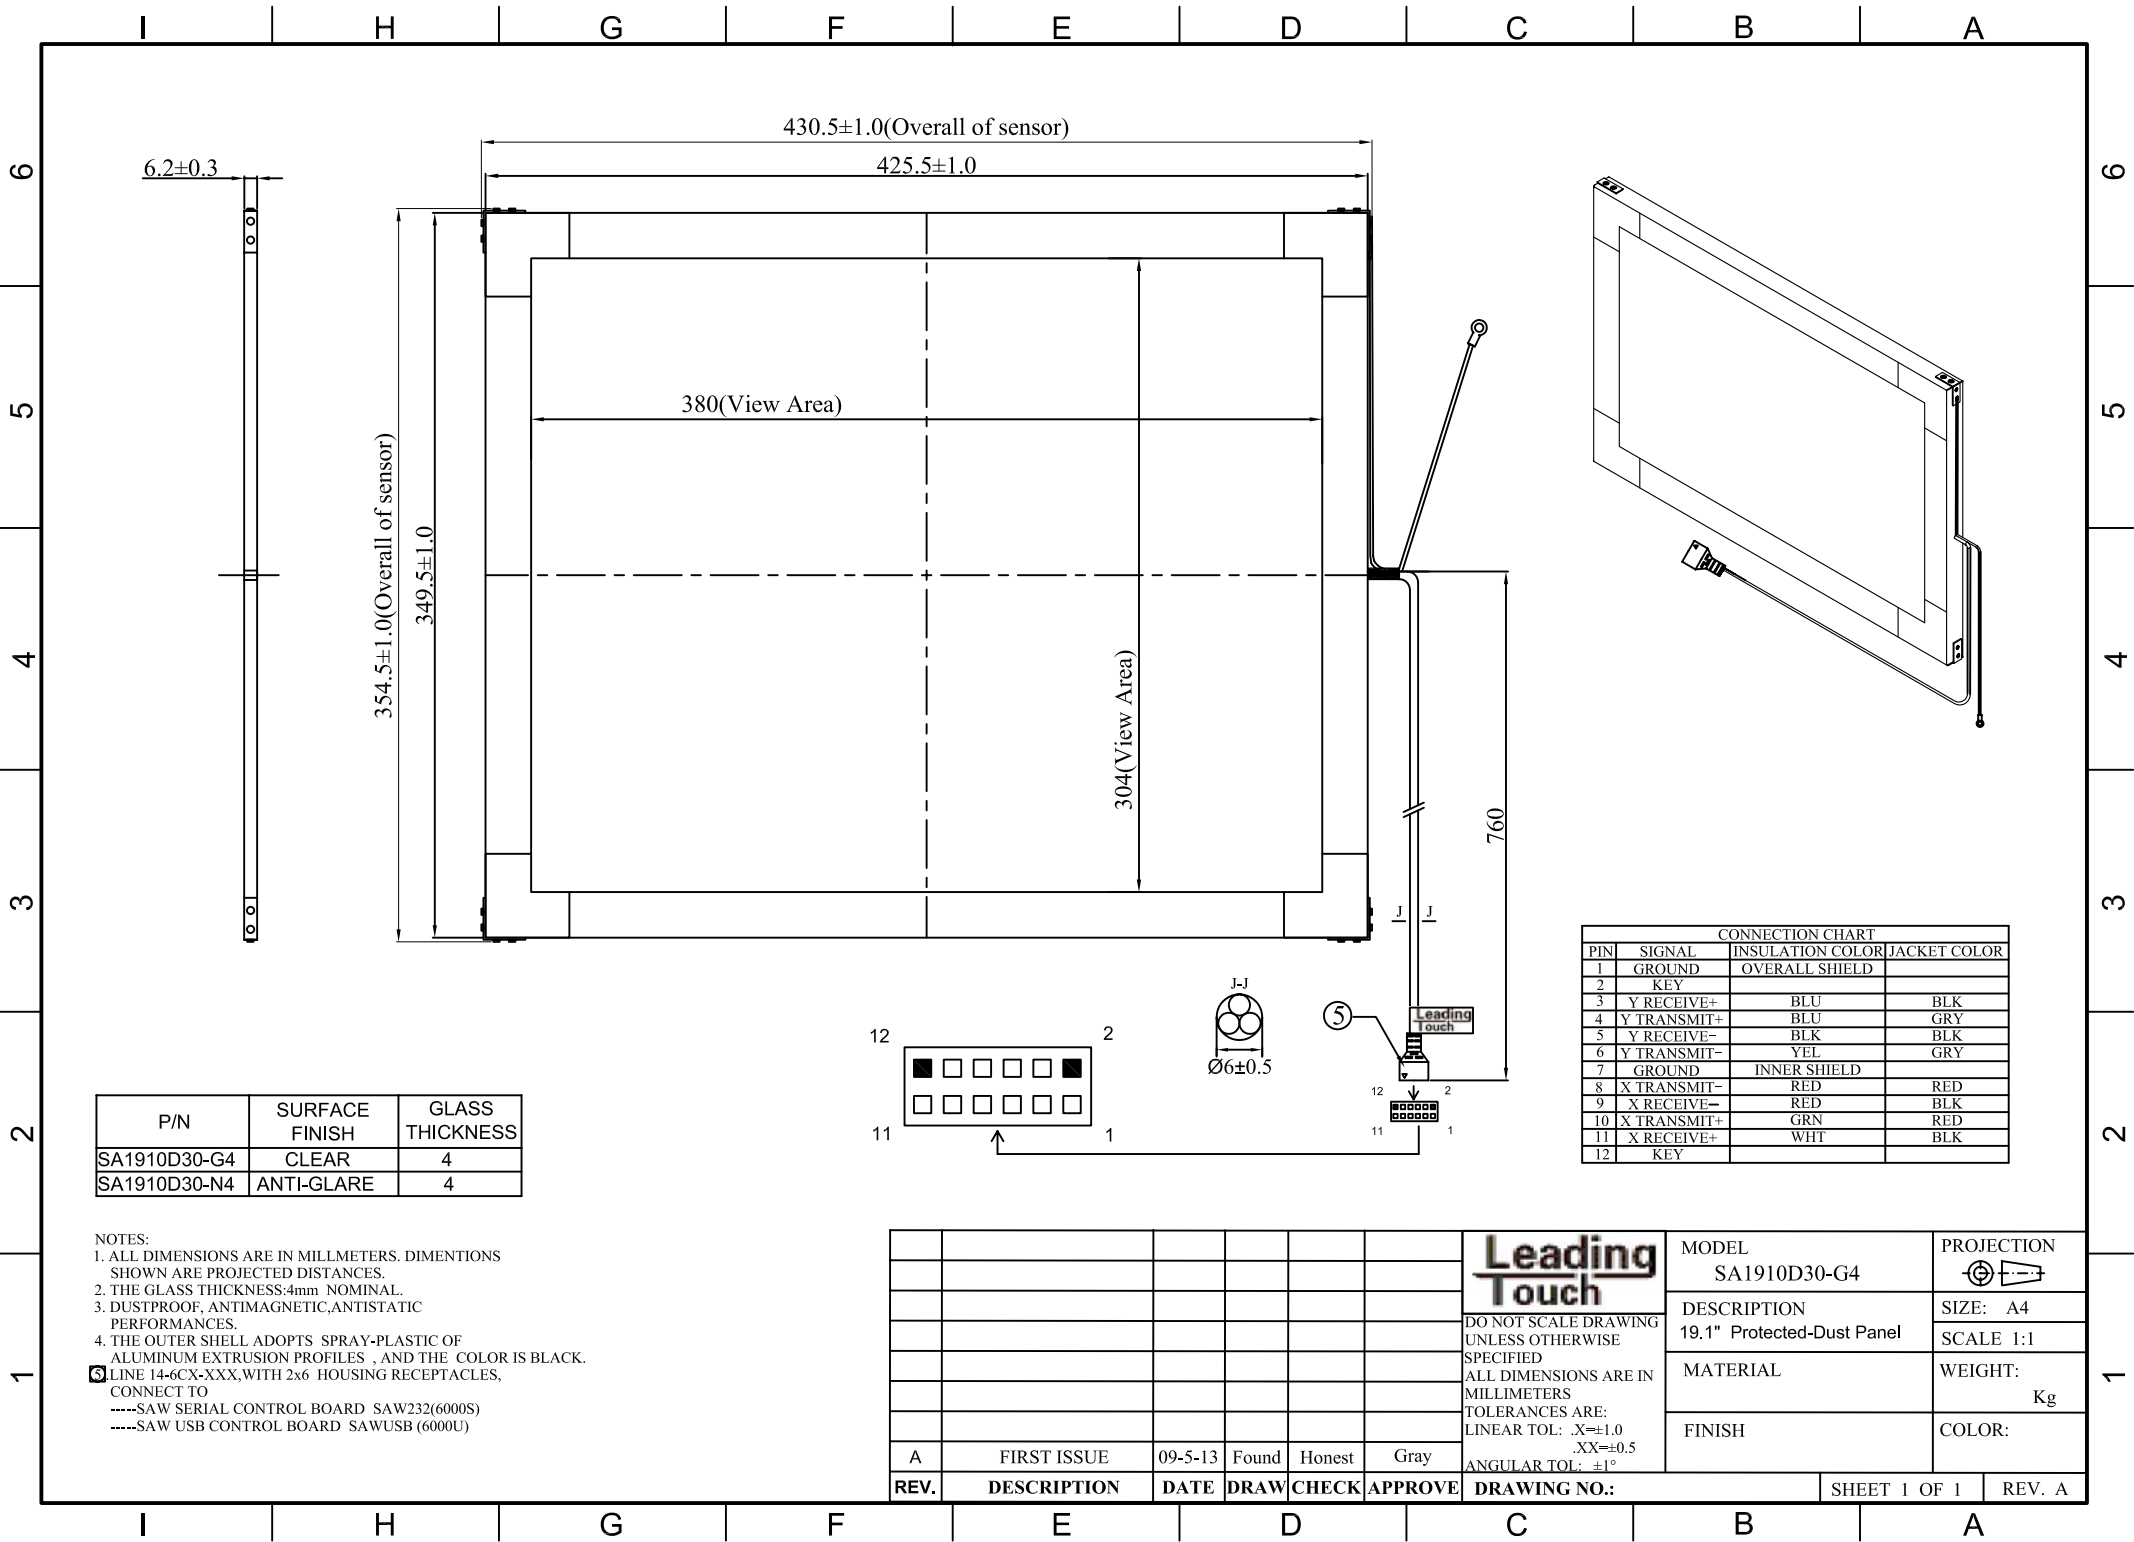 I H G F E D C B A
6 6
5 5
4 4
3 3
2 2
1 1
430.5±1.0(Overall of sensor)
425.5±1.0
6.2±0.3
380(View Area)
354.5±1.0(Overall of sensor)
349.5±1.0
304(View Area)
760
J J
J-J
Ø6±0.5
5
Leading
Touch
12 2
11 1
12 2
11 1
CONNECTION CHART
PIN SIGNAL INSULATION COLOR JACKET COLOR
1 GROUND OVERALL SHIELD
2 KEY
3 Y RECEIVE+ BLU BLK
4 Y TRANSMIT+ BLU GRY
5 Y RECEIVE- BLK BLK
6 Y TRANSMIT- YEL GRY
7 GROUND INNER SHIELD
8 X TRANSMIT- RED RED
9 X RECEIVE- RED BLK
10 X TRANSMIT+ GRN RED
11 X RECEIVE+ WHT BLK
12 KEY
P/N SURFACE FINISH GLASS THICKNESS
SA1910D30-G4 CLEAR 4
SA1910D30-N4 ANTI-GLARE 4
NOTES:
1. ALL DIMENSIONS ARE IN MILLMETERS. DIMENTIONS
SHOWN ARE PROJECTED DISTANCES.
2. THE GLASS THICKNESS:4mm NOMINAL.
3. DUSTPROOF, ANTIMAGNETIC,ANTISTATIC
PERFORMANCES.
4. THE OUTER SHELL ADOPTS SPRAY-PLASTIC OF
ALUMINUM EXTRUSION PROFILES , AND THE COLOR IS BLACK.
5.LINE 14-6CX-XXX,WITH 2x6 HOUSING RECEPTACLES,
CONNECT TO
-----SAW SERIAL CONTROL BOARD SAW232(6000S)
-----SAW USB CONTROL BOARD SAWUSB (6000U)
A FIRST ISSUE 09-5-13 Found Honest Gray
REV. DESCRIPTION DATE DRAW CHECK APPROVE
Leading
Touch
DO NOT SCALE DRAWING
UNLESS OTHERWISE
SPECIFIED
ALL DIMENSIONS ARE IN
MILLIMETERS
TOLERANCES ARE:
LINEAR TOL: .X=±1.0
.XX=±0.5
ANGULAR TOL: ±1°
DRAWING NO.:
MODEL
SA1910D30-G4
DESCRIPTION
19.1" Protected-Dust Panel
MATERIAL
FINISH
PROJECTION
SIZE: A4
SCALE 1:1
WEIGHT:
Kg
COLOR:
SHEET 1 OF 1
REV. A
I H G F E D C B A